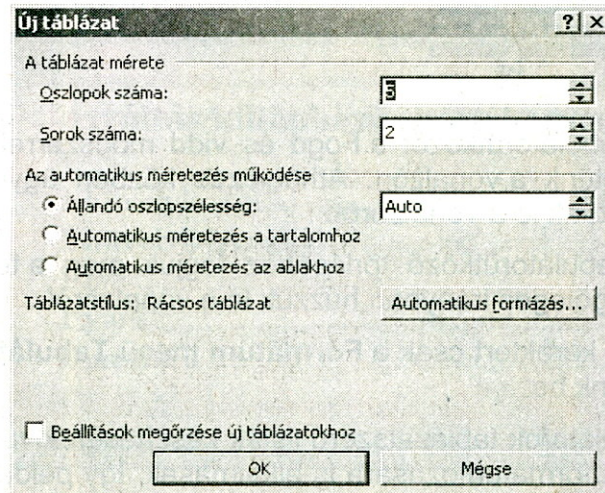 Új táblázat
A táblázat mérete
Oszlopok száma: 5
Sorok száma: 2
Az automatikus méretezés működése
Állandó oszlopszélesség: Auto
Automatikus méretezés a tartalomhoz
Automatikus méretezés az ablakhoz
Táblázatstílus: Rácsos táblázat Automatikus formázás...
Beállítások megőrzése új táblázatokhoz
OK Mégse